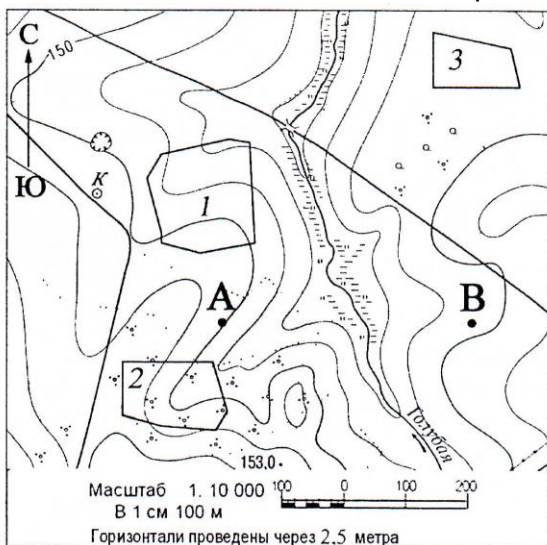 С
150
3
Ю
К
1
А
В
2
Голубая
153,0
Масштаб 1: 10 000
100 0 100 200
В 1 см 100 м
Горизонтали проведены через 2,5 метра